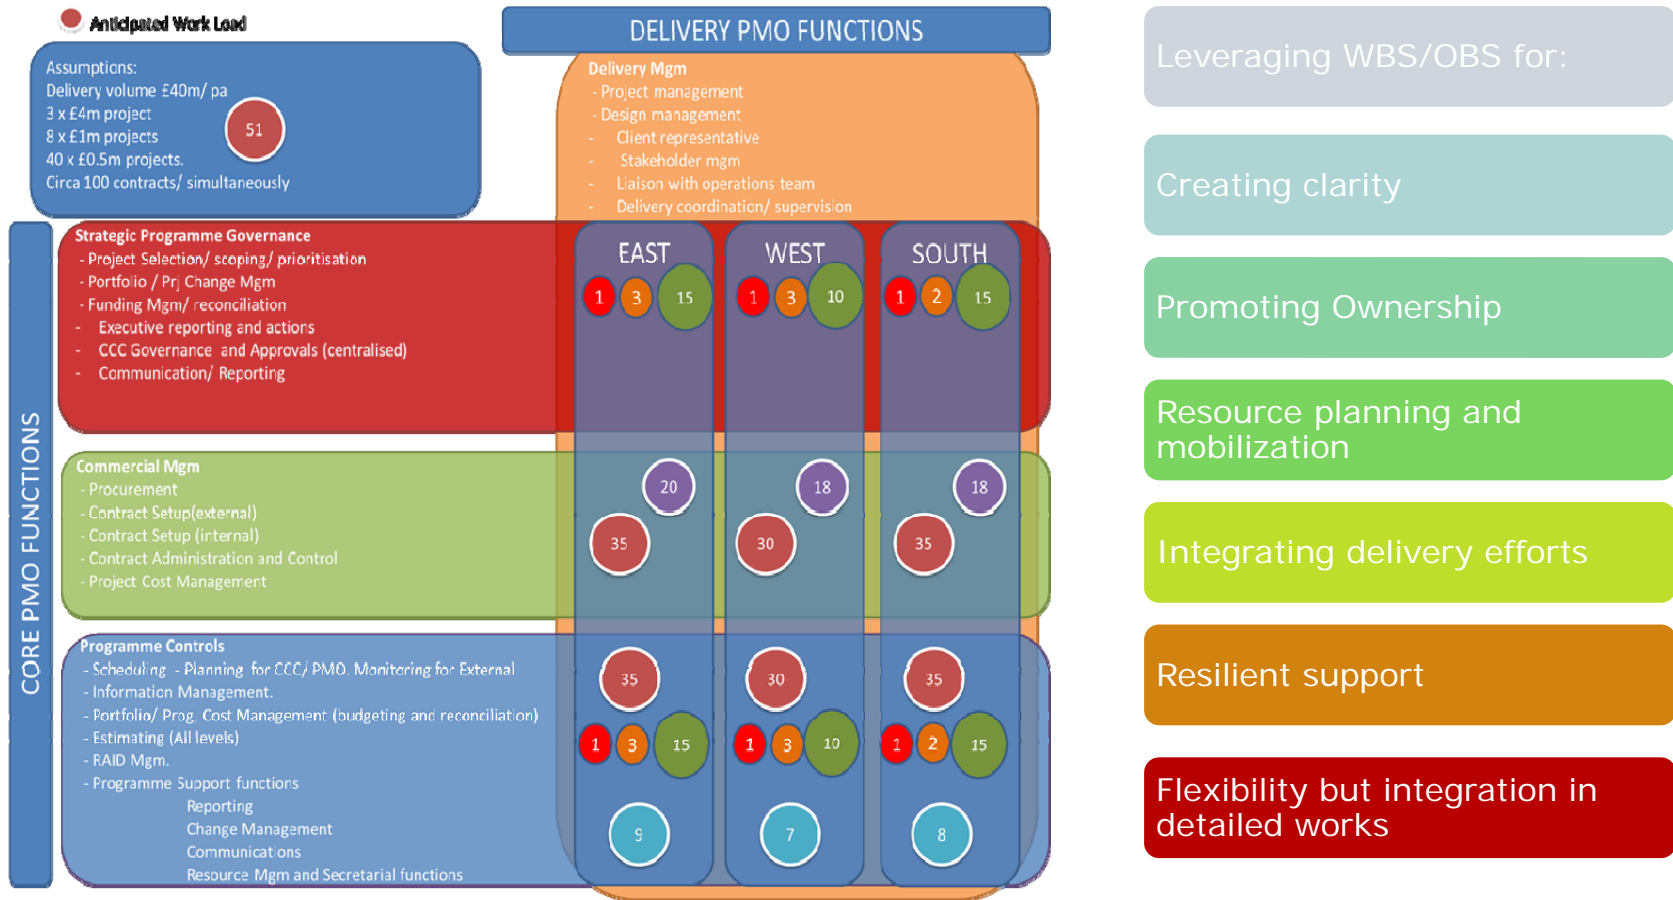 Anticipated Work Load
Assumptions:
Delivery volume £40m/ pa
3 x £4m project
8 x £1m projects
40 x £0.5m projects.
Circa 100 contracts/ simultaneously
51
DELIVERY PMO FUNCTIONS
Delivery Mgm
- Project management
- Design management
- Client representative
- Stakeholder mgm
- Liaison with operations team
- Delivery coordination/ supervision
CORE PMO FUNCTIONS
Strategic Programme Governance
- Project Selection/ scoping/ prioritisation
- Portfolio / Prj Change Mgm
- Funding Mgm/ reconciliation
- Executive reporting and actions
- CCC Governance and Approvals (centralised)
- Communication/ Reporting
EAST WEST SOUTH
1 3 15 1 3 10 1 2 15
Commercial Mgm
- Procurement
- Contract Setup(external)
- Contract Setup (internal)
- Contract Administration and Control
- Project Cost Management
20 18 18
35 30 35
Programme Controls
- Scheduling - Planning for CCC/ PMO. Monitoring for External
- Information Management.
- Portfolio/ Prog. Cost Management (budgeting and reconciliation)
- Estimating (All levels)
- RAID Mgm.
- Programme Support functions
Reporting
Change Management
Communications
Resource Mgm and Secretarial functions
35 30 35
1 3 15 1 3 10 1 2 15
9 7 8
Leveraging WBS/OBS for:
Creating clarity
Promoting Ownership
Resource planning and
mobilization
Integrating delivery efforts
Resilient support
Flexibility but integration in
detailed works